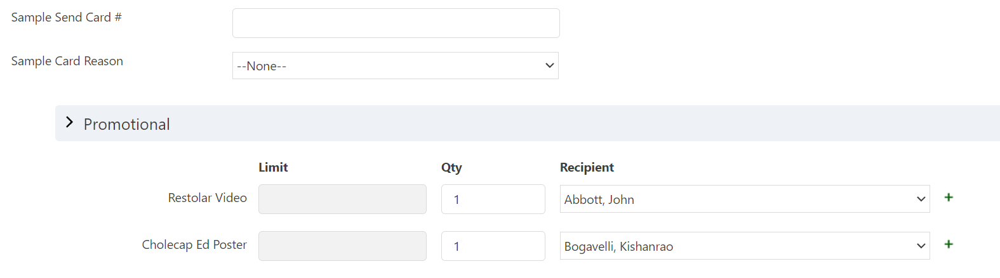 Sample Send Card #
Sample Card Reason --None--
Promotional
Limit Qty Recipient
Restolar Video 1 Abbott, John
Cholecap Ed Poster 1 Bogavelli, Kishanrao